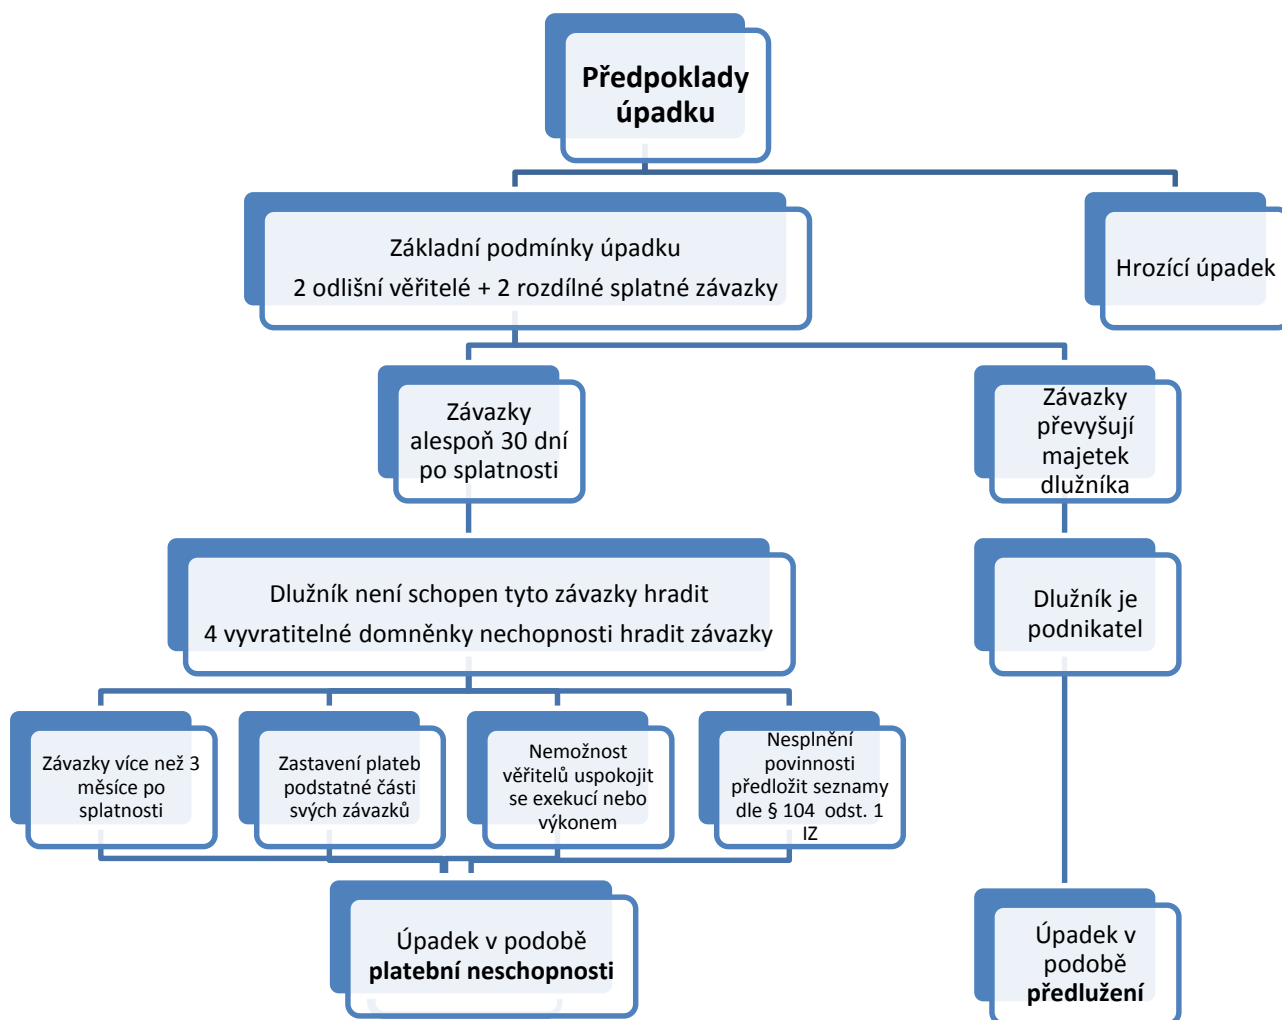 Předpoklady
úpadku
Základní podmínky úpadku
2 odlišní věřitelé + 2 rozdílné splatné závazky
Hrozící úpadek
Závazky
alespoň 30 dní
po splatnosti
Závazky
převyšují
majetek
dlužníka
Dlužník není schopen tyto závazky hradit
4 vyvratitelné domněnky nechopnosti hradit závazky
Dlužník je
podnikatel
Závazky více než 3
měsíce po
splatnosti
Zastavení plateb
podstatné části
svých závazků
Nemožnost
věřitelů uspokojit
se exekucí nebo
výkonem
Nesplnění
povinnosti
předložit seznamy
dle § 104 odst. 1
IZ
Úpadek v podobě
platební neschopnosti
Úpadek v
podobě
předlužení